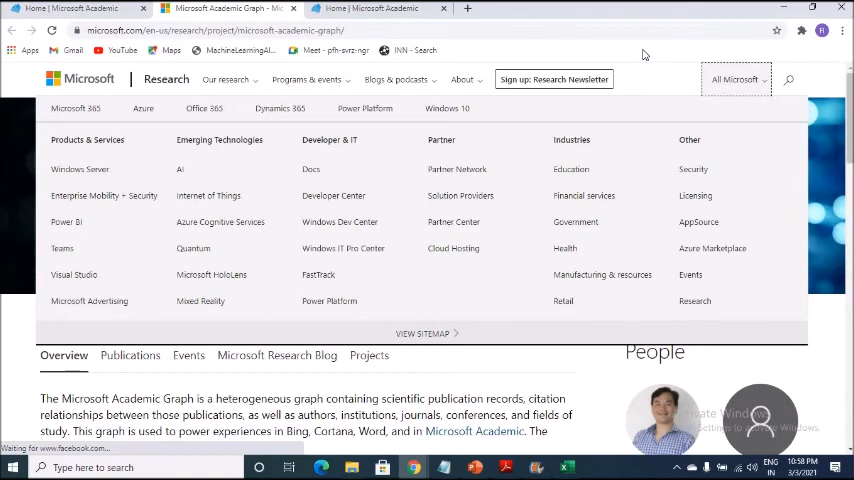 Home | Microsoft Academic
Microsoft Academic Graph - Mi
Home | Microsoft Academic
microsoft.com/en-us/research/project/microsoft-academic-graph/
Apps
Gmail
YouTube
Maps
MachineLearningAI...
Meet - pfh-svrz-ngr
INN - Search
Microsoft
Research
Our research
Programs & events
Blogs & podcasts
About
Sign up: Research Newsletter
All Microsoft
Microsoft 365
Azure
Office 365
Dynamics 365
Power Platform
Windows 10
Products & Services
Windows Server
Enterprise Mobility + Security
Power BI
Teams
Visual Studio
Microsoft Advertising
Emerging Technologies
AI
Internet of Things
Azure Cognitive Services
Quantum
Microsoft HoloLens
Mixed Reality
Developer & IT
Docs
Developer Center
Windows Dev Center
Windows IT Pro Center
FastTrack
Power Platform
Partner
Partner Network
Solution Providers
Partner Center
Cloud Hosting
Industries
Education
Financial services
Government
Health
Manufacturing & resources
Retail
Other
Security
Licensing
AppSource
Azure Marketplace
Events
Research
VIEW SITEMAP
Overview
Publications
Events
Microsoft Research Blog
Projects
People
The Microsoft Academic Graph is a heterogeneous graph containing scientific publication records, citation
relationships between those publications, as well as authors, institutions, journals, conferences, and fields of
study. This graph is used to power experiences in Bing, Cortana, Word, and in Microsoft Academic. The
Activate Windows
Settings to activate Windows.
Waiting for www.facebook.com...
Type here to search
ENG
IN
10:58 PM
3/3/2021